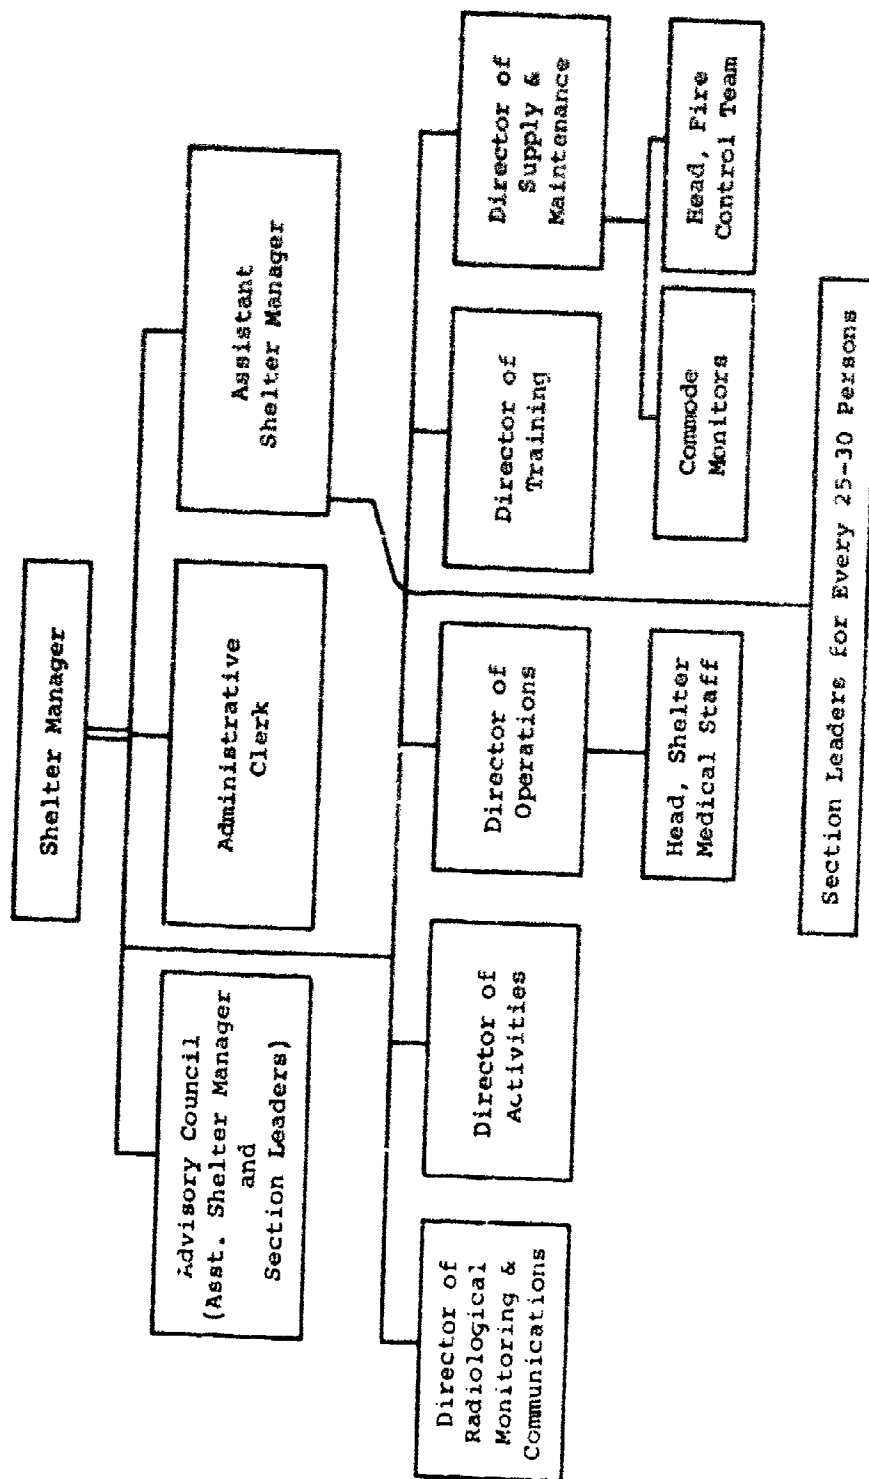 Shelter Manager
Advisory Council
(Asst. Shelter Manager
and
Section Leaders)
Administrative
Clerk
Assistant
Shelter Manager
Director of
Radiological
Monitoring &
Communications
Director of
Activities
Director of
Operations
Director of
Training
Director of
Supply &
Maintenance
Head, Shelter
Medical Staff
Commode
Monitors
Head, Fire
Control Team
Section Leaders for Every 25-30 Persons